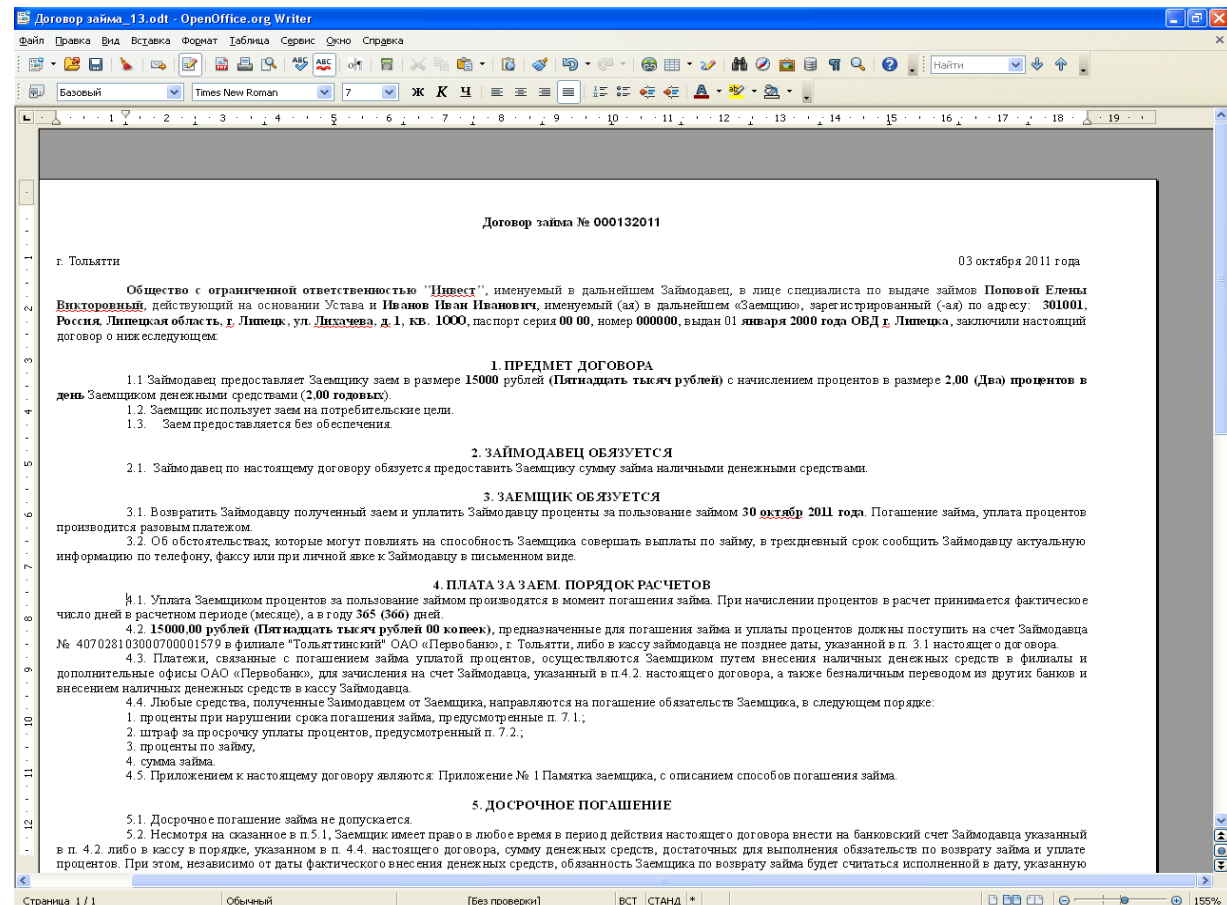 Договор займа_13.odt - OpenOffice.org Writer
Файл Правка Вид Вставка Формат Таблица Сервис Окно Справка
Найти
Базовый Times New Roman 7 Ж К Ч
1 2 3 4 5 6 7 8 9 10 11 12 13 14 15 16 17 18 19
Договор займа № 000132011
г. Тольятти 03 октября 2011 года
Общество с ограниченной ответственностью "Инвест", именуемый в дальнейшем Займодавец, в лице специалиста по выдаче займов Поповой Елены
Викторовный, действующий на основании Устава и Иванов Иван Иванович, именуемый (ая) в дальнейшем «Заемщик», зарегистрированный (-ая) по адресу: 301001,
Россия, Липецкая область, г. Липецк, ул. Лихачева, д. 1, кв. 1000, паспорт серия 00 00, номер 000000, выдан 01 января 2000 года ОВД г. Липецка, заключили настоящий
договор о нижеследующем:
1. ПРЕДМЕТ ДОГОВОРА
1.1 Займодавец предоставляет Заемщику заем в размере 15000 рублей (Пятнадцать тысяч рублей) с начислением процентов в размере 2,00 (Два) процентов в
день Заемщиком денежными средствами (2,00 годовых).
1.2. Заемщик использует заем на потребительские цели.
1.3. Заем предоставляется без обеспечения.
2. ЗАЙМОДАВЕЦ ОБЯЗУЕТСЯ
2.1. Займодавец по настоящему договору обязуется предоставить Заемщику сумму займа наличными денежными средствами.
3. ЗАЕМЩИК ОБЯЗУЕТСЯ
3.1. Возвратить Займодавцу полученный заем и уплатить Займодавцу проценты за пользование займом 30 октябр 2011 года. Погашение займа, уплата процентов
производится разовым платежом.
3.2. Об обстоятельствах, которые могут повлиять на способность Заемщика совершать выплаты по займу, в трехдневный срок сообщить Займодавцу актуальную
информацию по телефону, факсу или при личной явке к Займодавцу в письменном виде.
4. ПЛАТА ЗА ЗАЕМ. ПОРЯДОК РАСЧЕТОВ
4.1. Уплата Заемщиком процентов за пользование займом производятся в момент погашения займа. При начислении процентов в расчет принимается фактическое
число дней в расчетном периоде (месяце), а в году 365 (366) дней.
4.2. 15000,00 рублей (Пятнадцать тысяч рублей 00 копеек), предназначенные для погашения займа и уплаты процентов должны поступить на счет Займодавца
№ 40702810300070001579 в филиале "Тольяттинский" ОАО «Первобанк», г. Тольятти, либо в кассу займодавца не позднее даты, указанной в п. 3.1 настоящего договора.
4.3. Платежи, связанные с погашением займа уплатой процентов, осуществляются Заемщиком путем внесения наличных денежных средств в филиалы и
дополнительные офисы ОАО «Первобанк», для зачисления на счет Займодавца, указанный в п.4.2. настоящего договора, а также безналичным переводом из других банков и
внесением наличных денежных средств в кассу Займодавца.
4.4. Любые средства, полученные Заимодавцем от Заемщика, направляются на погашение обязательств Заемщика, в следующем порядке:
1. проценты при нарушении срока погашения займа, предусмотренные п. 7.1.;
2. штраф за просрочку уплаты процентов, предусмотренный п. 7.2.;
3. проценты по займу,
4. сумма займа.
4.5. Приложением к настоящему договору являются: Приложение № 1 Памятка заемщика, с описанием способов погашения займа.
5. ДОСРОЧНОЕ ПОГАШЕНИЕ
5.1. Досрочное погашение займа не допускается.
5.2. Несмотря на сказанное в п.5.1, Заемщик имеет право в любое время в период действия настоящего договора внести на банковский счет Займодавца указанный
в п. 4.2. либо в кассу в порядке, указанном в п. 4.4. настоящего договора, сумму денежных средств, достаточных для выполнения обязательств по возврату займа и уплате
процентов. При этом, независимо от даты фактического внесения денежных средств, обязанность Заемщика по возврату займа будет считаться исполненной в дату, указанную
Страница 1 / 1 Обычный [Без проверки] ВСТ СТАНД * 155%